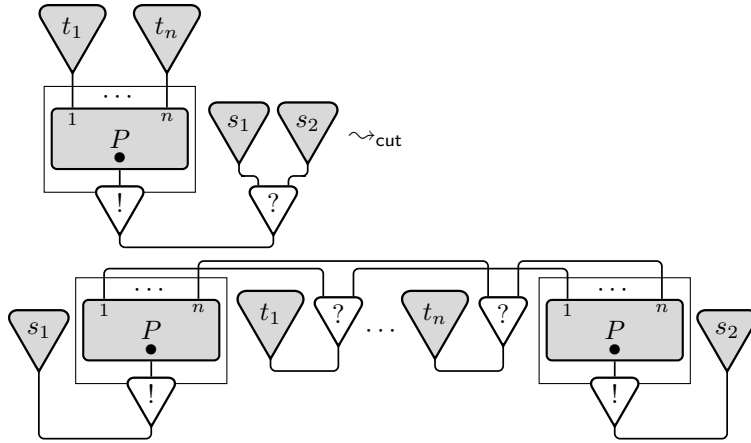 t₁ tₙ
⋯
1 n s₁ s₂
P ⇝cut
! ?
⋯ ⋯
1 n 1 n
s₁ P t₁ ? ⋯ tₙ ? P s₂
! !